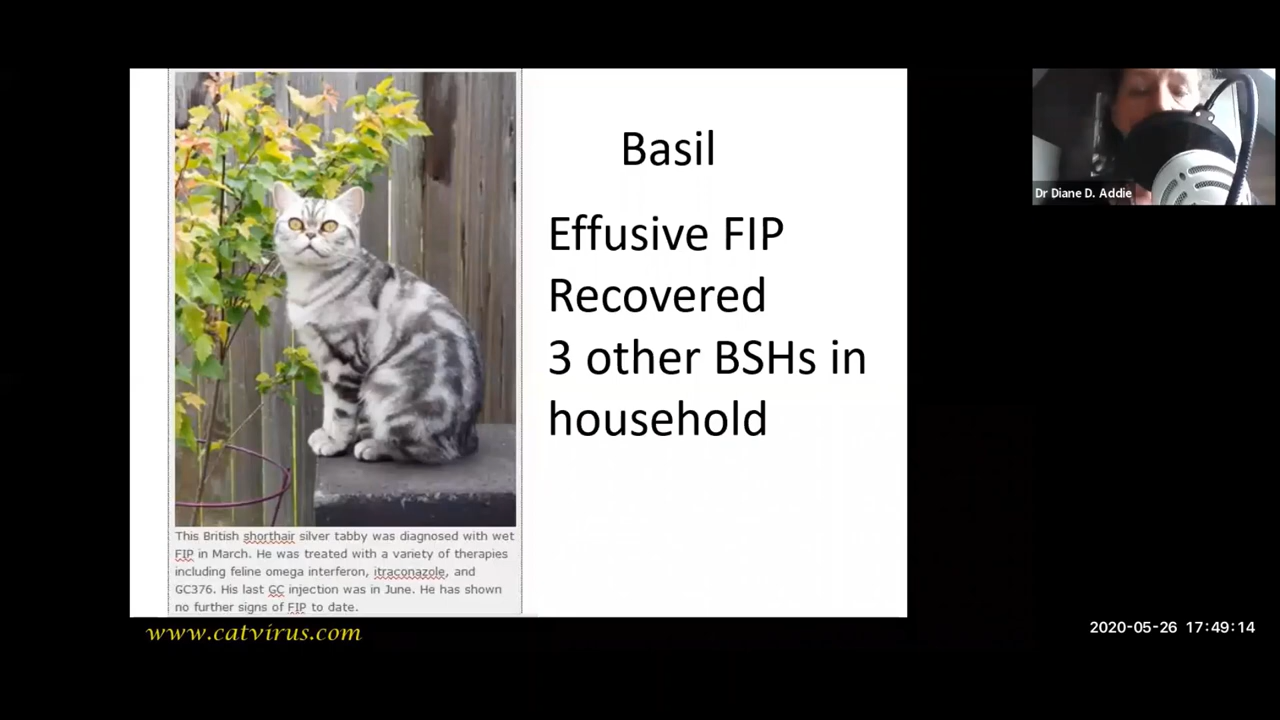 Basil
Effusive FIP
Recovered
3 other BSHs in
household
This British shorthair silver tabby was diagnosed with wet
FIP in March. He was treated with a variety of therapies
including feline omega interferon, itraconazole, and
GC376. His last GC injection was in June. He has shown
no further signs of FIP to date.
www.catvirus.com
Dr Diane D. Addie
2020-05-26 17:49:14